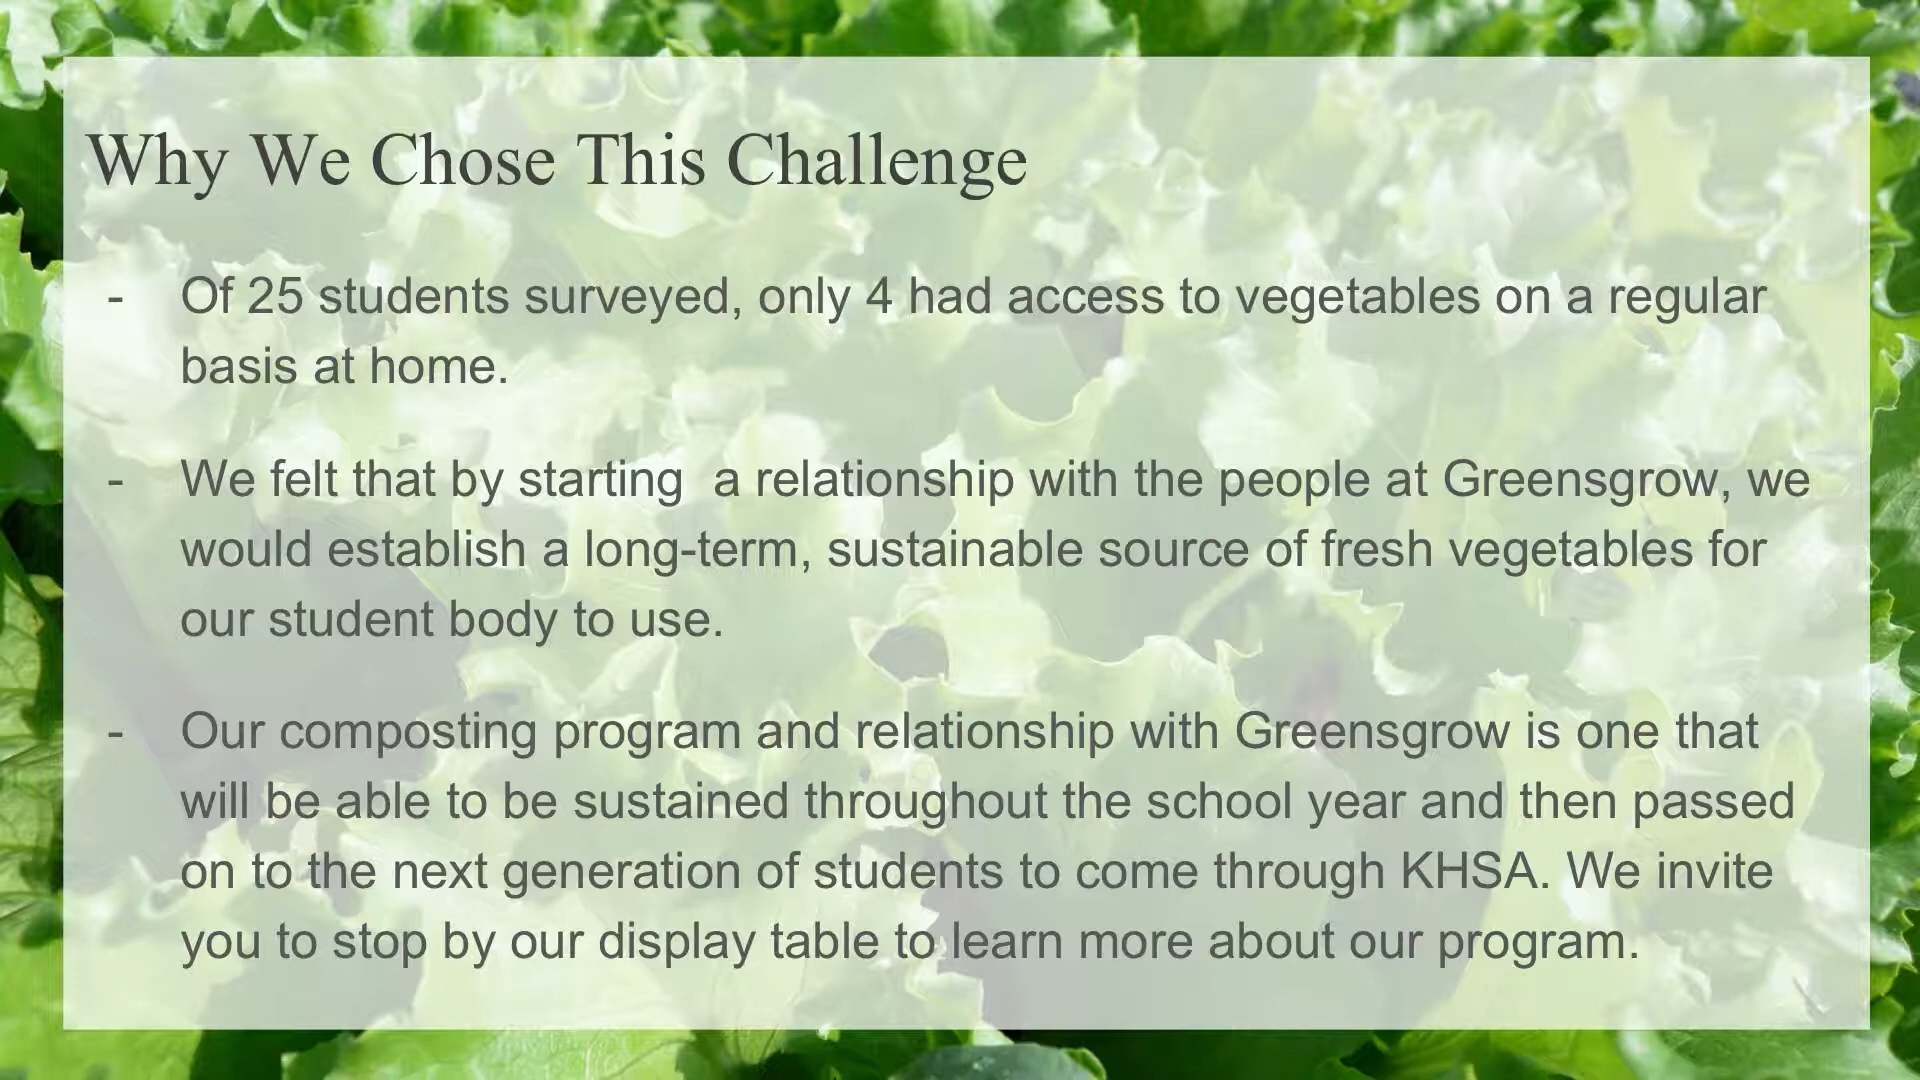 Why We Chose This Challenge
- Of 25 students surveyed, only 4 had access to vegetables on a regular
basis at home.
- We felt that by starting  a relationship with the people at Greensgrow, we
would establish a long-term, sustainable source of fresh vegetables for
our student body to use.
- Our composting program and relationship with Greensgrow is one that
will be able to be sustained throughout the school year and then passed
on to the next generation of students to come through KHSA. We invite
you to stop by our display table to learn more about our program.